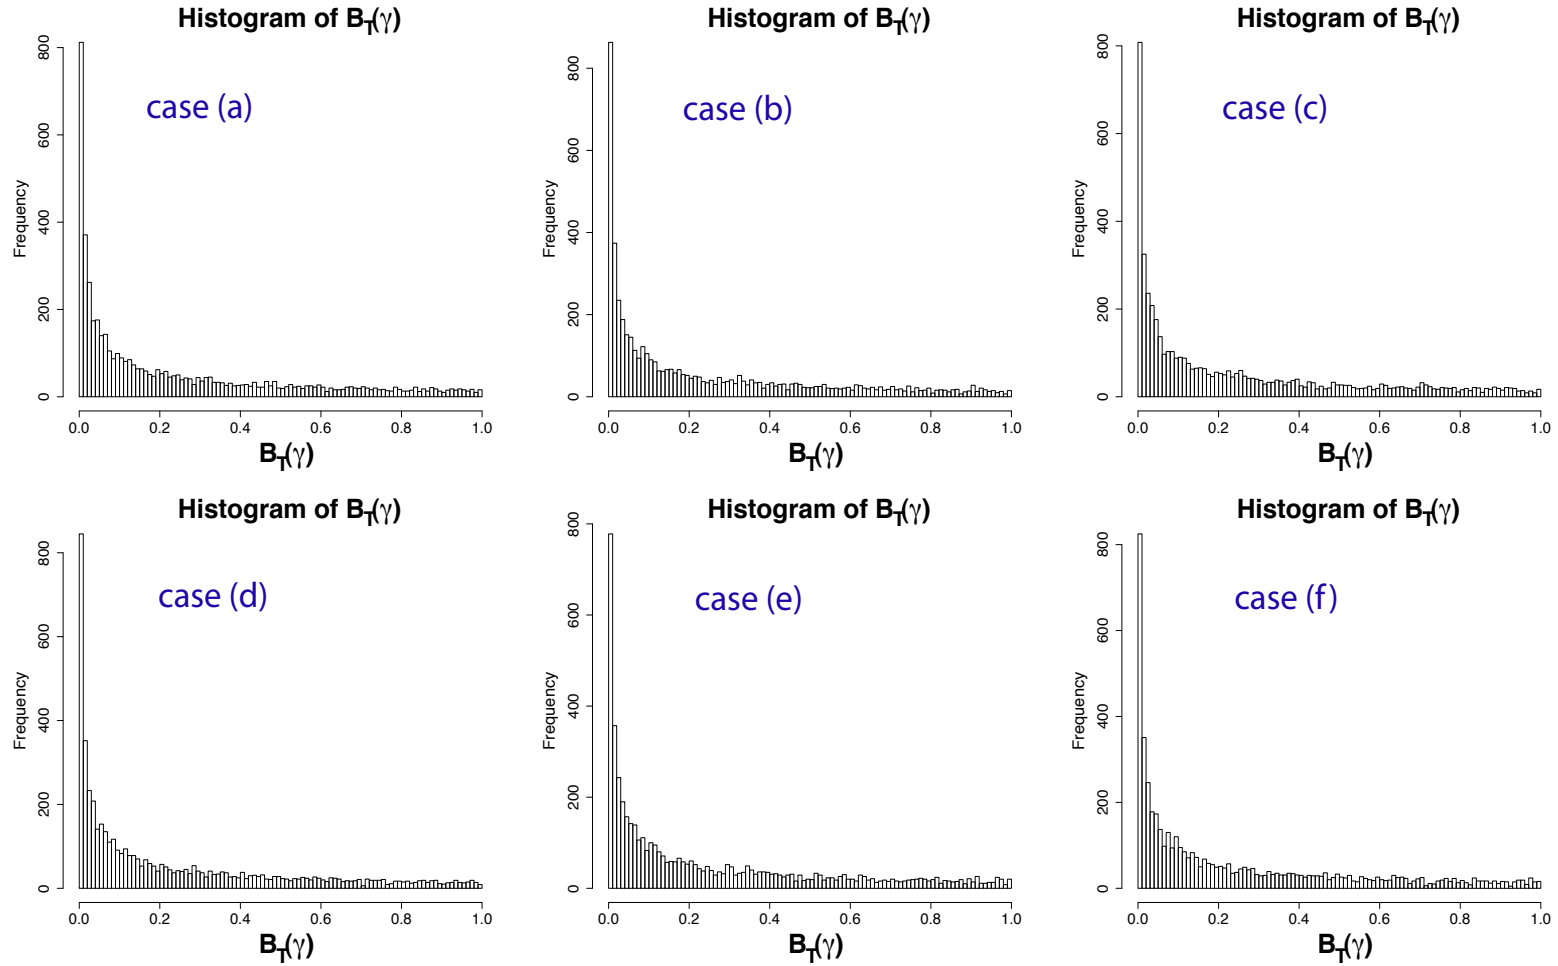 Histogram of B_T(γ)
case (a)
Frequency
0 200 400 600 800
0.0 0.2 0.4 0.6 0.8 1.0
B_T(γ)
Histogram of B_T(γ)
case (b)
Frequency
0 200 400 600 800
0.0 0.2 0.4 0.6 0.8 1.0
B_T(γ)
Histogram of B_T(γ)
case (c)
Frequency
0 200 400 600 800
0.0 0.2 0.4 0.6 0.8 1.0
B_T(γ)
Histogram of B_T(γ)
case (d)
Frequency
0 200 400 600 800
0.0 0.2 0.4 0.6 0.8 1.0
B_T(γ)
Histogram of B_T(γ)
case (e)
Frequency
0 200 400 600 800
0.0 0.2 0.4 0.6 0.8 1.0
B_T(γ)
Histogram of B_T(γ)
case (f)
Frequency
0 200 400 600 800
0.0 0.2 0.4 0.6 0.8 1.0
B_T(γ)